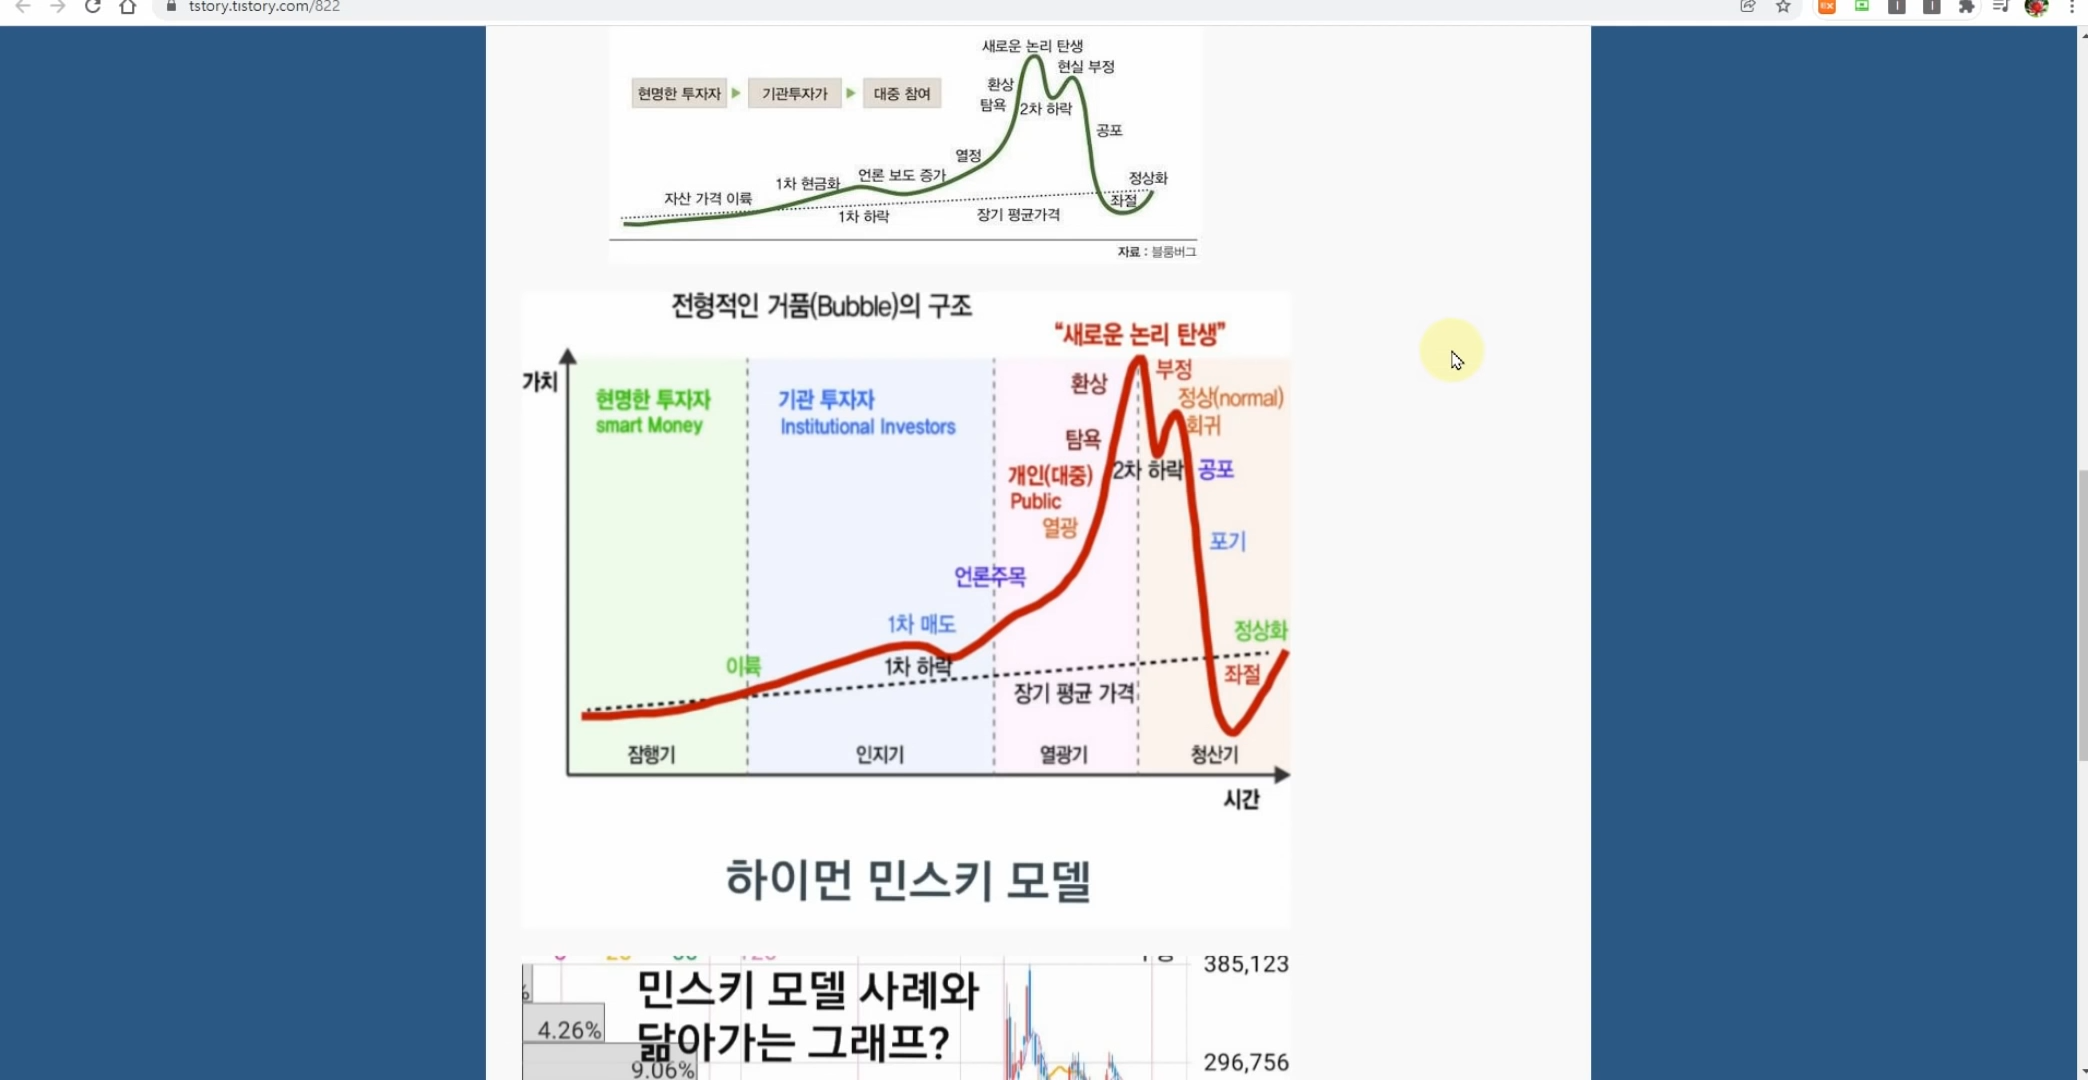 tstory.tistory.com/822
새로운 논리 탄생
현실 부정
환상
탐욕
2차 하락
현명한 투자자
기관투자가
대중 참여
공포
열정
언론 보도 증가
1차 현금화
정상화
자산 가격 이륙
좌절
1차 하락
장기 평균가격
자료 : 블룸버그
전형적인 거품(Bubble)의 구조
“새로운 논리 탄생”
가치
현명한 투자자
smart Money
기관 투자자
Institutional Investors
환상
부정
정상(normal)
회귀
탐욕
개인(대중)
Public
2차 하락
공포
열광
포기
언론주목
1차 매도
정상화
이륙
1차 하락
좌절
장기 평균 가격
잠행기
인지기
열광기
청산기
시간
하이먼 민스키 모델
385,123
민스키 모델 사례와
4.26%
닮아가는 그래프?
9.06%
296,756